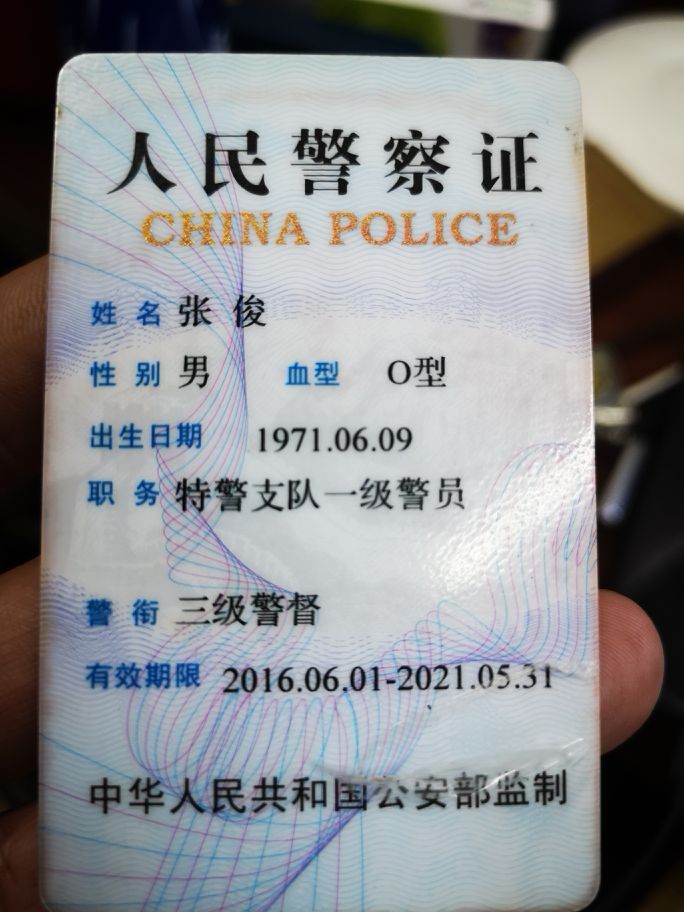 人民警察证
CHINA POLICE
姓 名 张 俊
性 别 男 血型 O型
出生日期 1971.06.09
职 务 特警支队一级警员
警 衔 三级警督
有效期限 2016.06.01-2021.05.31
中华人民共和国公安部监制